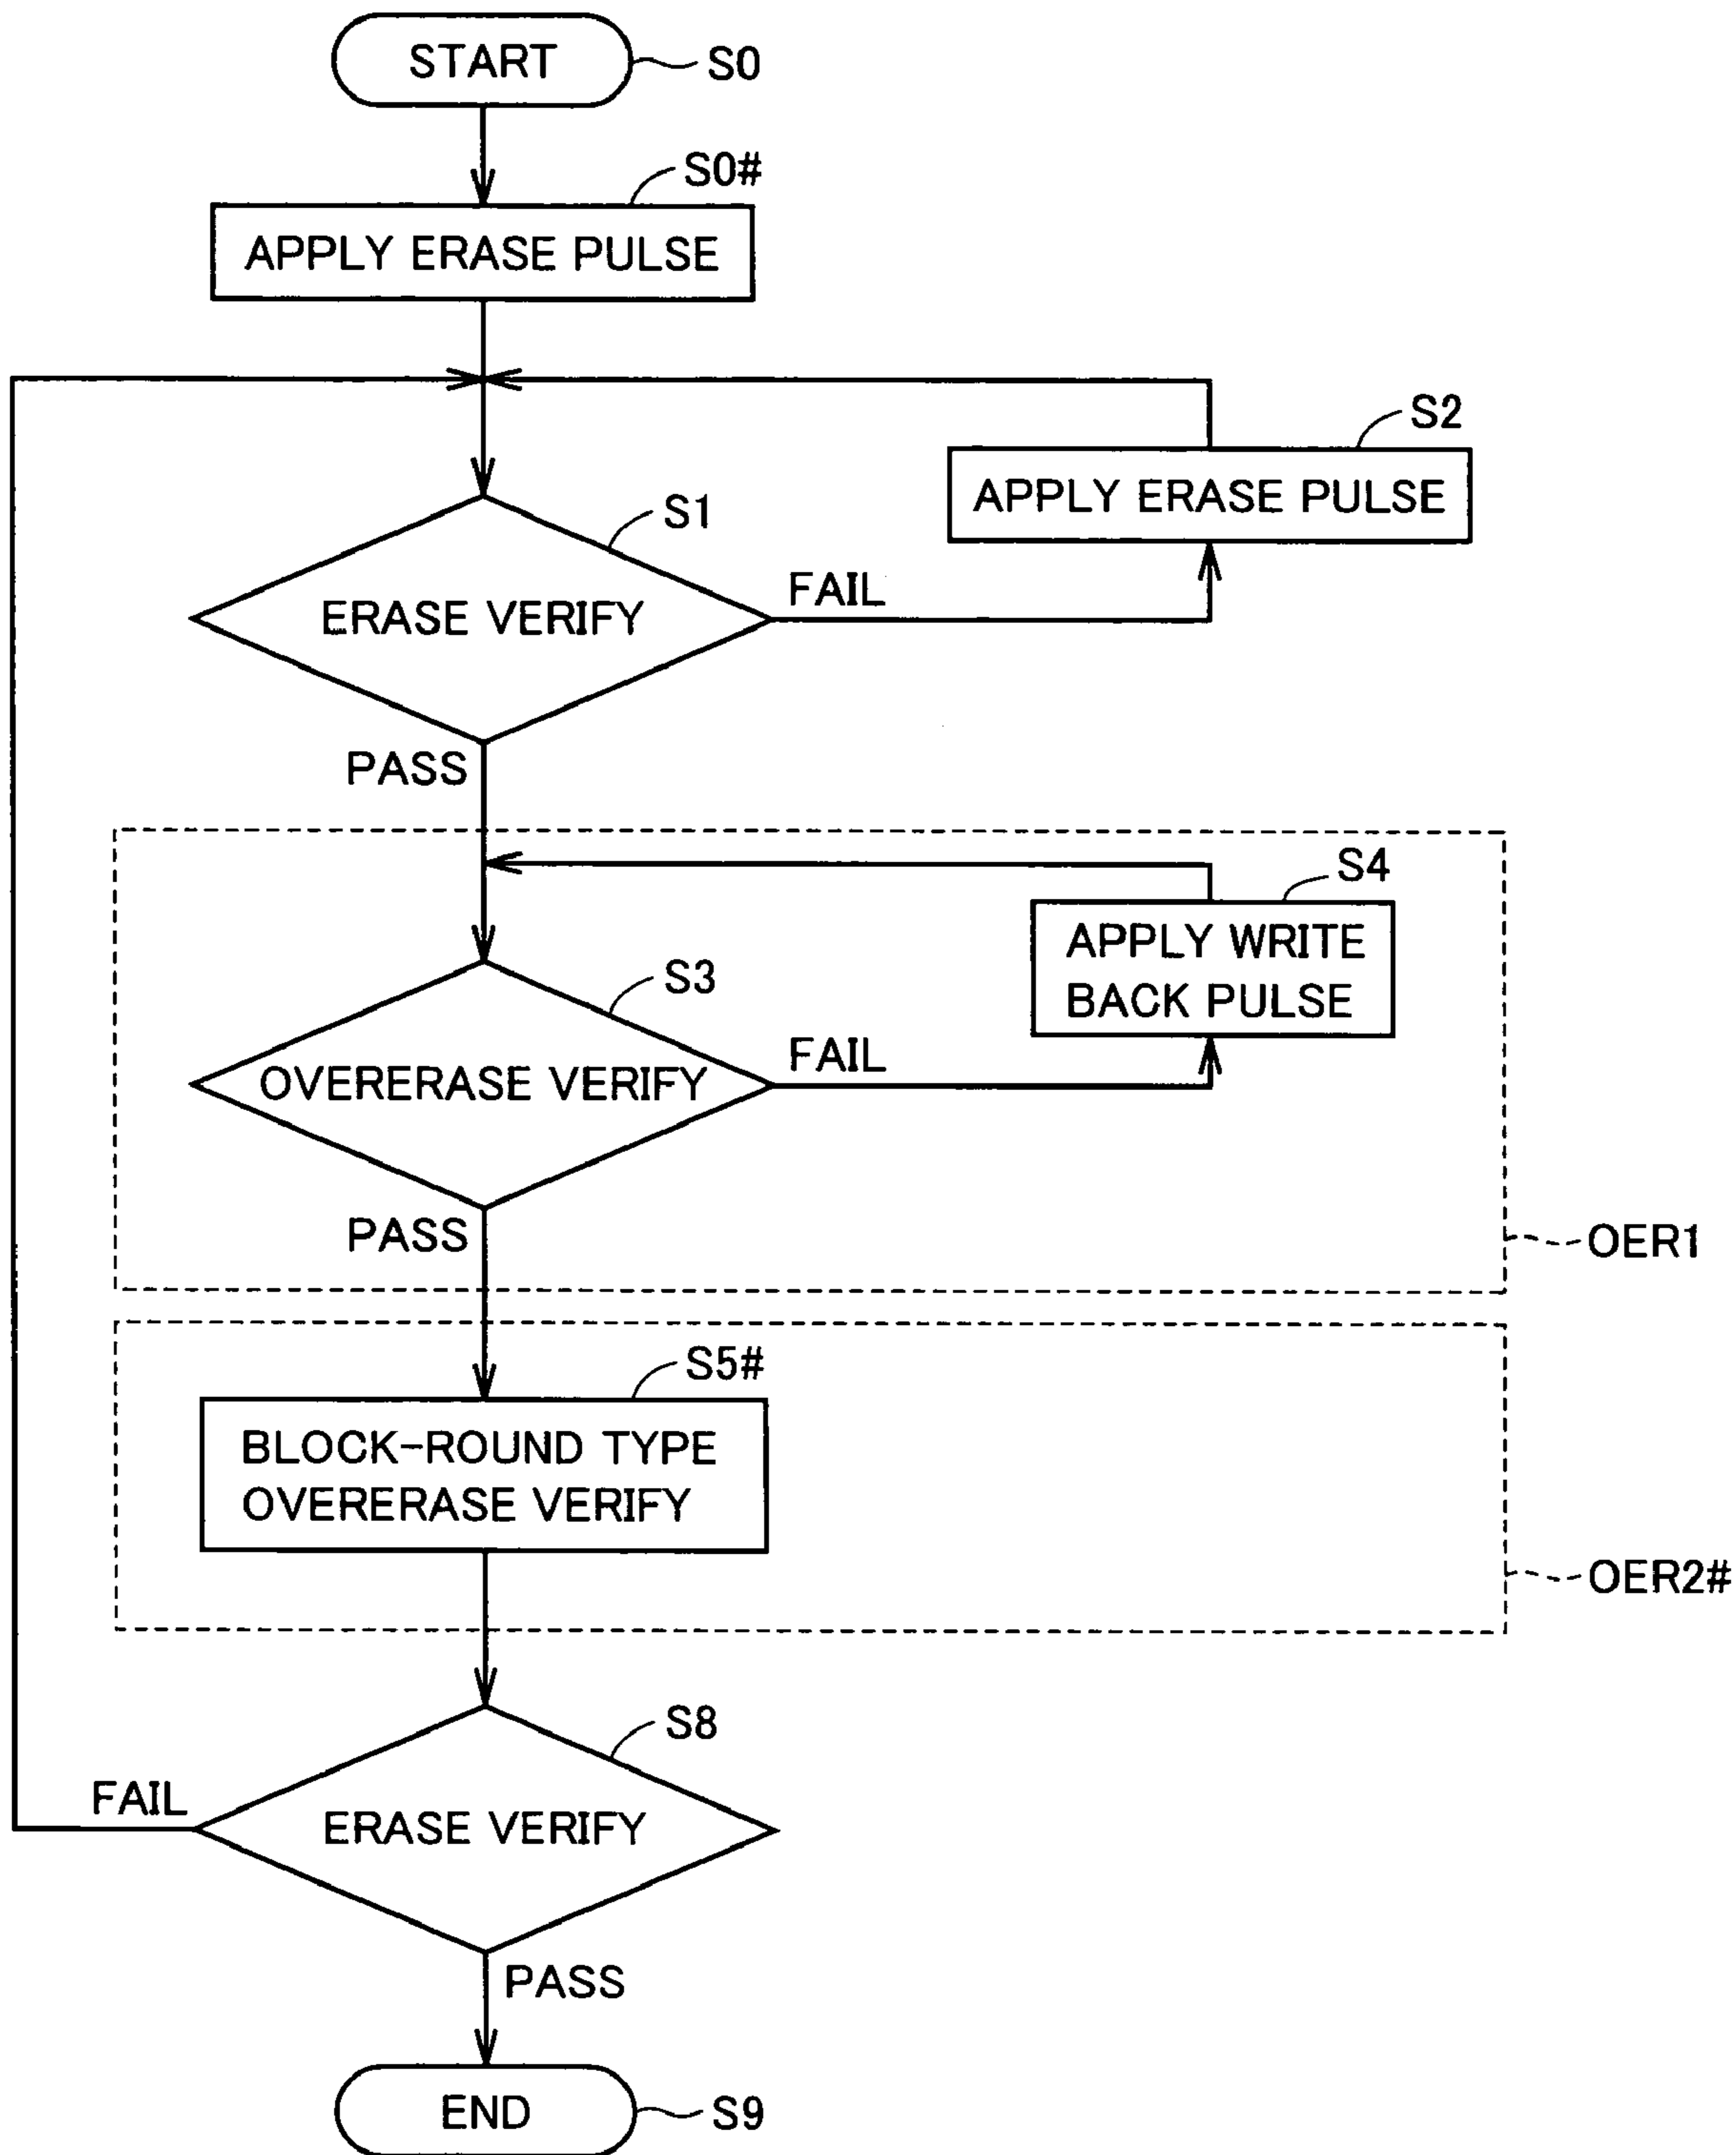 START
S0
S0#
APPLY ERASE PULSE
S2
APPLY ERASE PULSE
S1
ERASE VERIFY
FAIL
PASS
S4
APPLY WRITE
BACK PULSE
S3
OVERERASE VERIFY
FAIL
PASS
OER1
S5#
BLOCK-ROUND TYPE
OVERERASE VERIFY
OER2#
S8
FAIL
ERASE VERIFY
PASS
END
S9